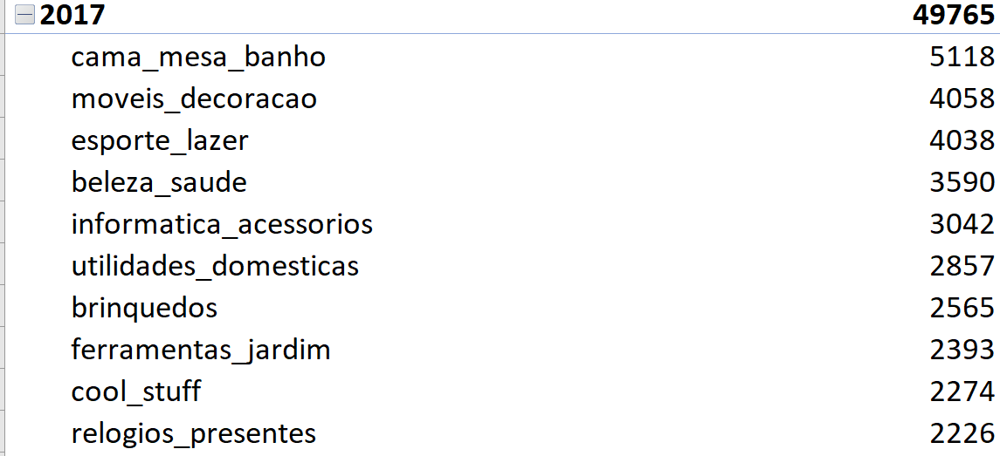 2017 49765
cama_mesa_banho 5118
moveis_decoracao 4058
esporte_lazer 4038
beleza_saude 3590
informatica_acessorios 3042
utilidades_domesticas 2857
brinquedos 2565
ferramentas_jardim 2393
cool_stuff 2274
relogios_presentes 2226